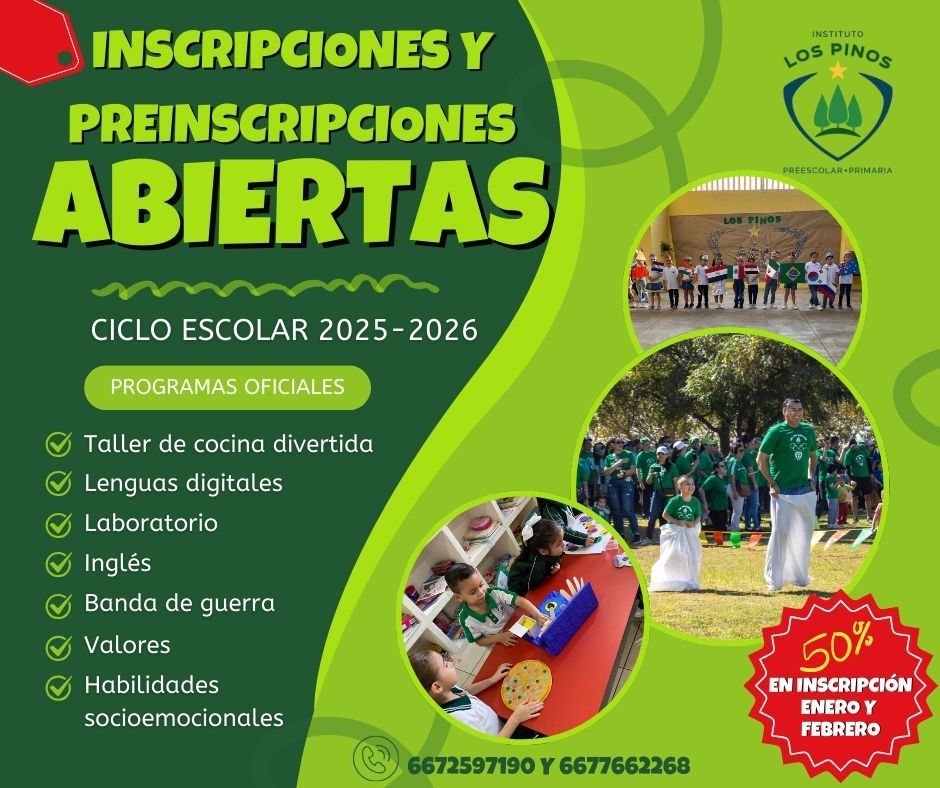 INSCRIPCIONES Y
PREINSCRIPCIONES
ABIERTAS
CICLO ESCOLAR 2025-2026
PROGRAMAS OFICIALES
Taller de cocina divertida
Lenguas digitales
Laboratorio
Inglés
Banda de guerra
Valores
Habilidades
socioemocionales
INSTITUTO
LOS PINOS
PREESCOLAR•PRIMARIA
LOS PINOS
50%
EN INSCRIPCIÓN
ENERO Y
FEBRERO
6672597190 Y 6677662268